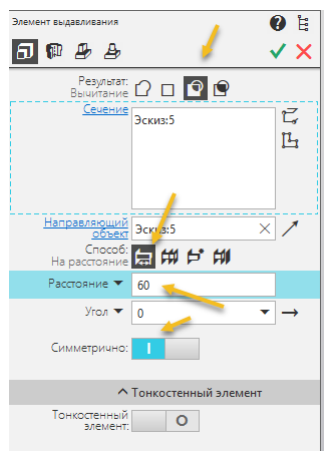 Элемент выдавливания
Результат:
Вычитание
Сечение
Эскиз:5
Направляющий
объект
Эскиз:5
Способ:
На расстояние
Расстояние
60
Угол
0
Симметрично:
Тонкостенный элемент
Тонкостенный
элемент: